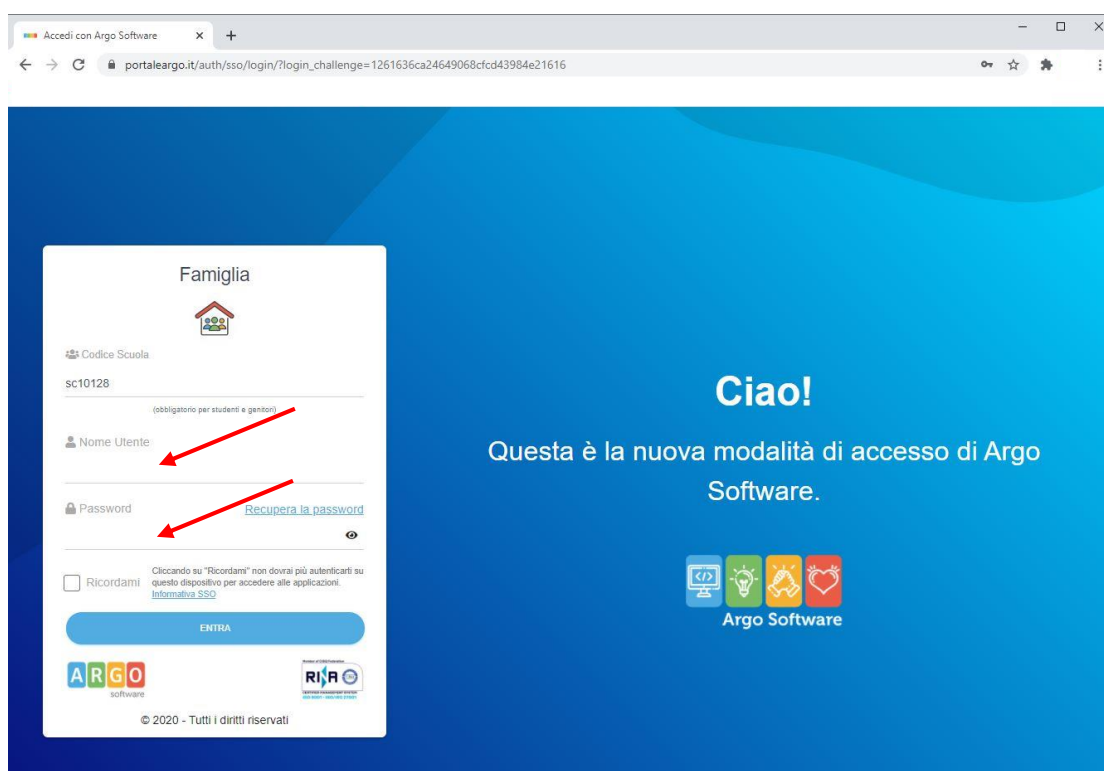 Accedi con Argo Software
portaleargo.it/auth/sso/login/?login_challenge=1261636ca24649068cfcd43984e21616
Famiglia
Codice Scuola
sc10128
(obbligatorio per studenti e genitori)
Nome Utente
Password
Recupera la password
Ricordami
Cliccando su "Ricordami" non dovrai più autenticarti su
questo dispositivo per accedere alle applicazioni.
Informativa SSO
ENTRA
ARGO
software
RINA
© 2020 - Tutti i diritti riservati
Ciao!
Questa è la nuova modalità di accesso di Argo
Software.
Argo Software